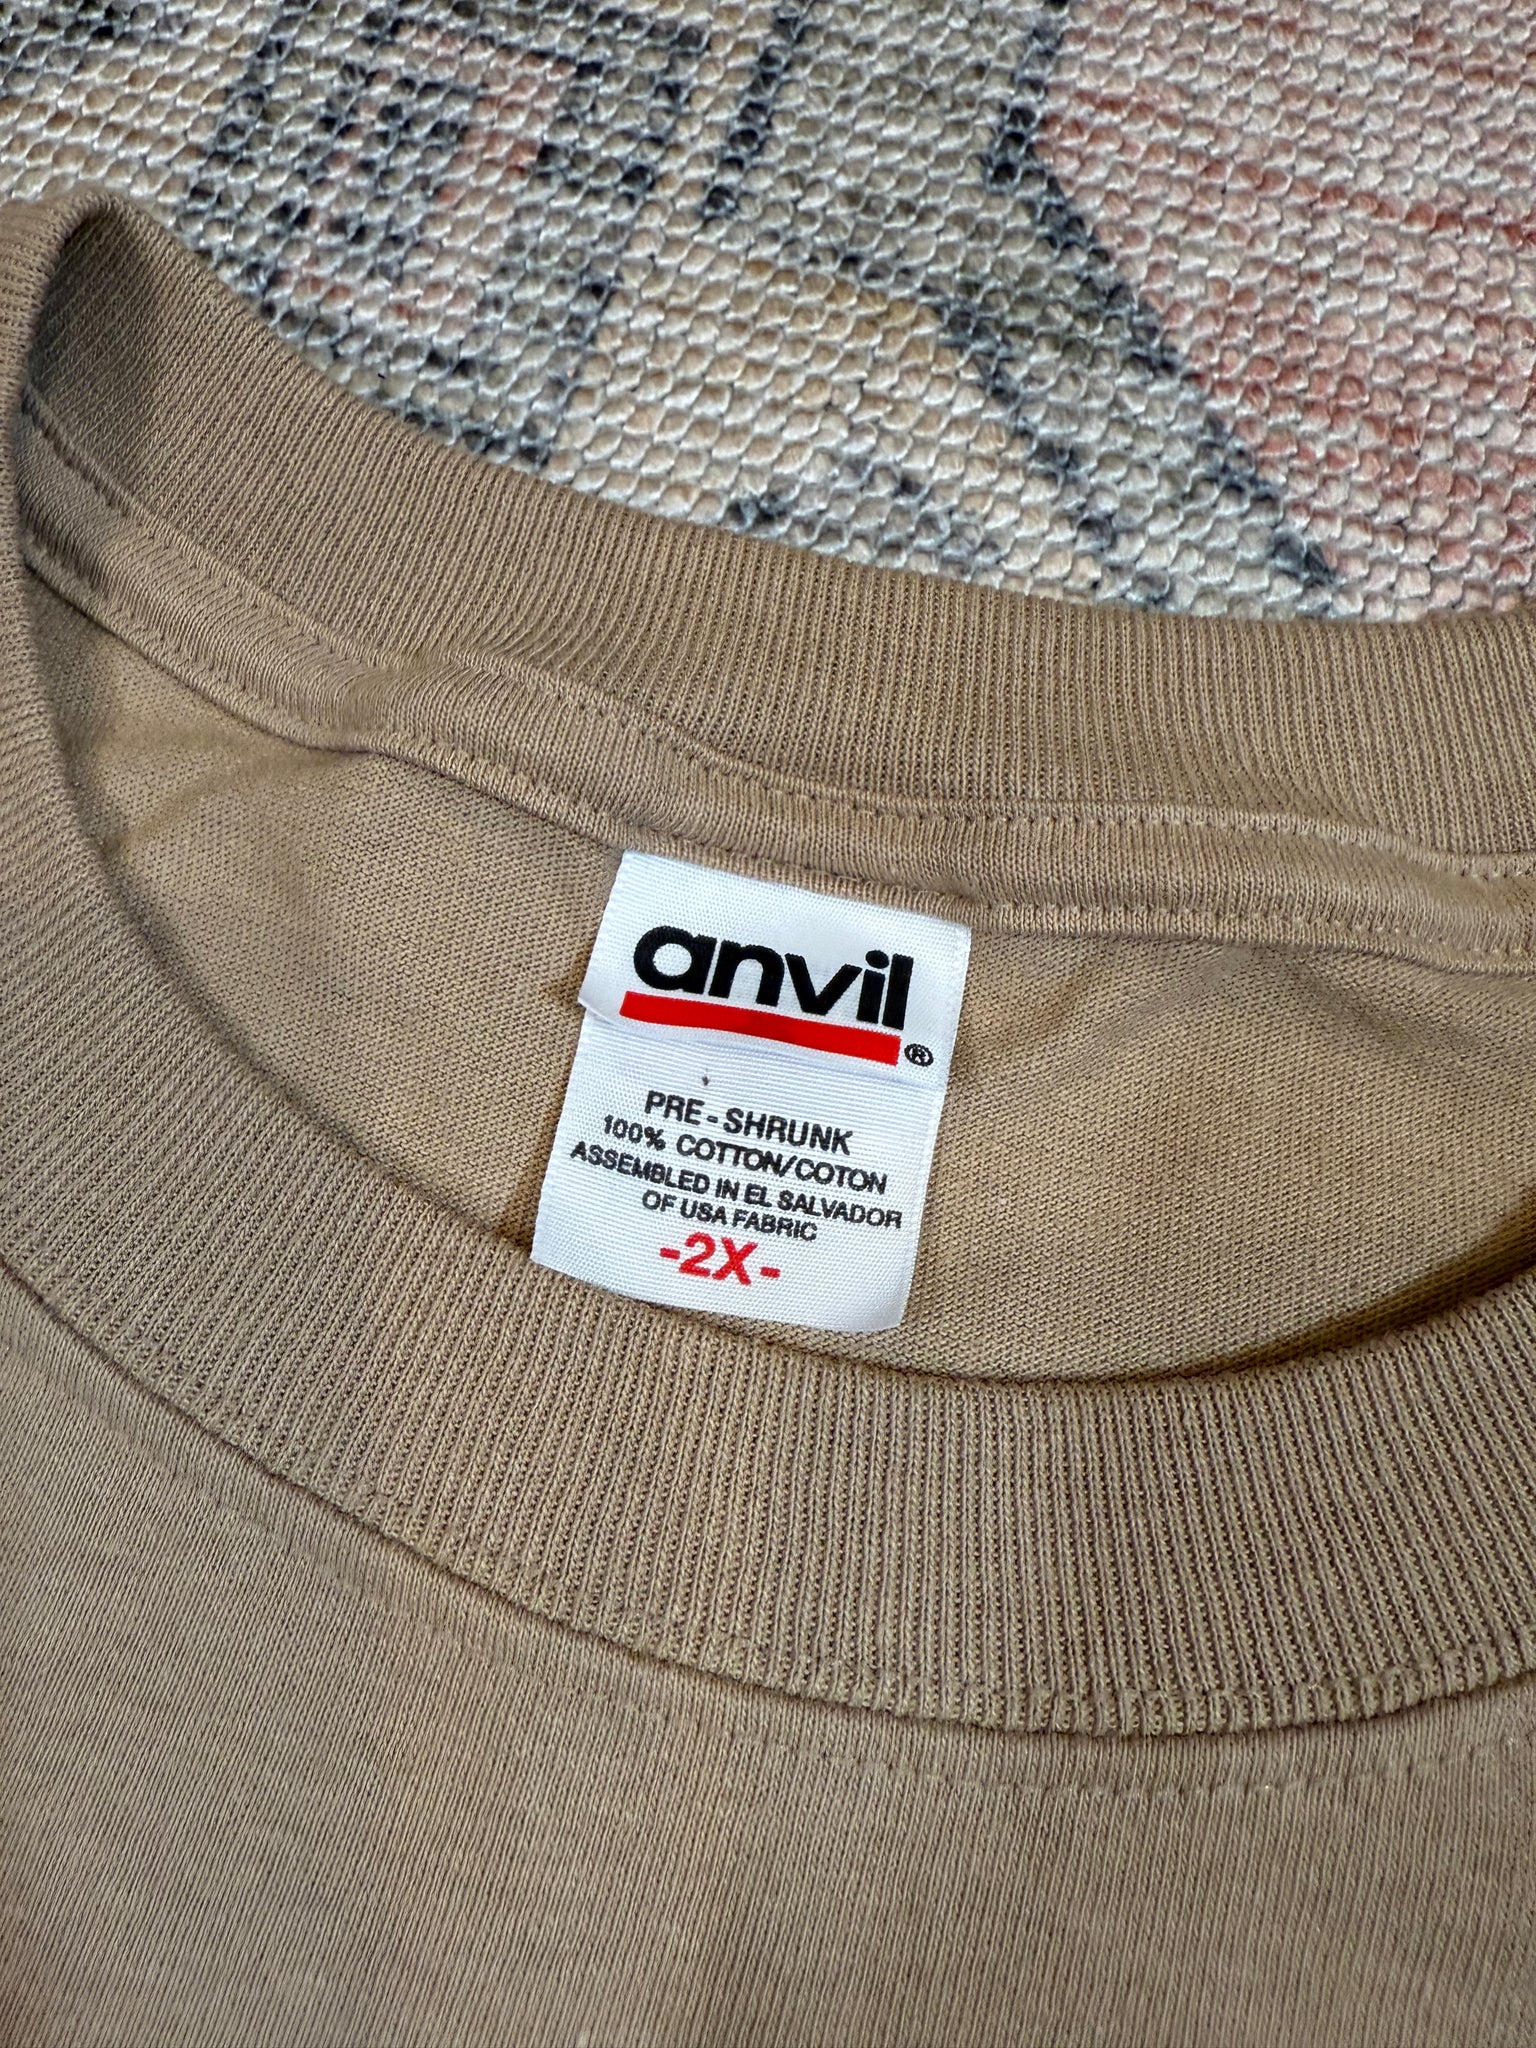 anvil
®
PRE-SHRUNK
100% COTTON/COTON
ASSEMBLED IN EL SALVADOR
OF USA FABRIC
-2X-